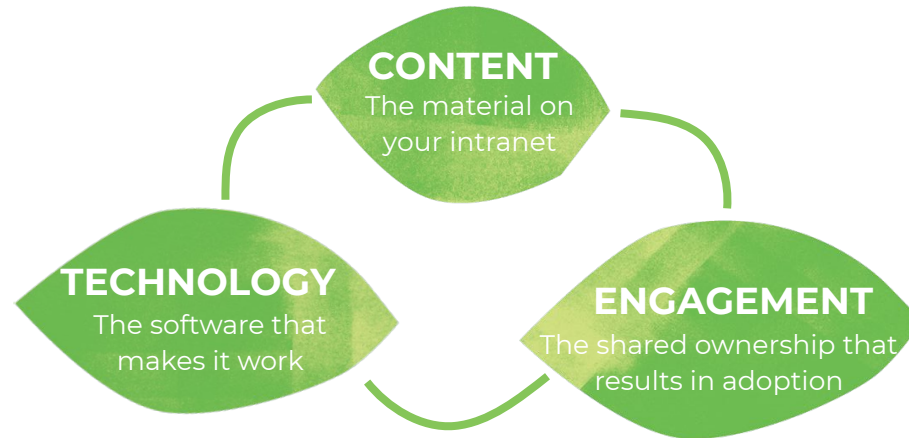 CONTENT
The material on
your intranet
TECHNOLOGY
The software that
makes it work
ENGAGEMENT
The shared ownership that
results in adoption